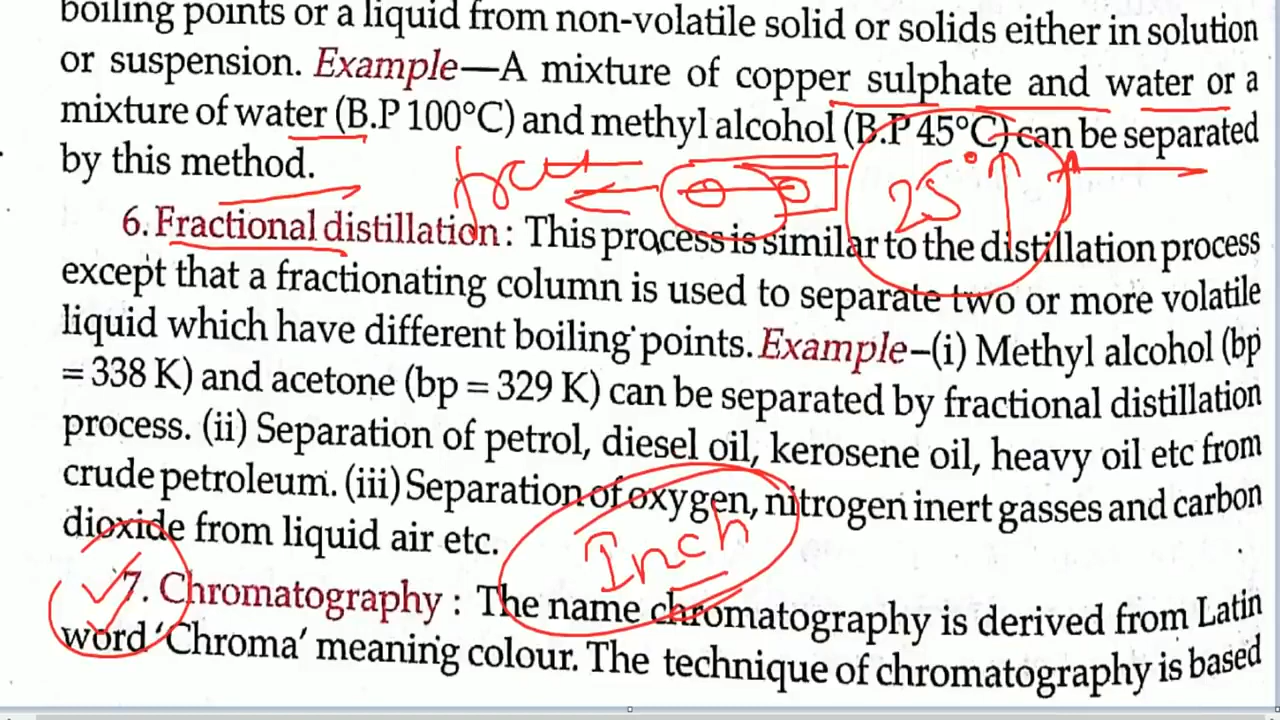 boiling points or a liquid from non-volatile solid or solids either in solution
or suspension. Example—A mixture of copper sulphate and water or a
mixture of water (B.P 100°C) and methyl alcohol (B.P 45°C) can be separated
by this method.
25°
6. Fractional distillation : This process is similar to the distillation process
except that a fractionating column is used to separate two or more volatile
liquid which have different boiling points. Example–(i) Methyl alcohol (bp
= 338 K) and acetone (bp = 329 K) can be separated by fractional distillation
process. (ii) Separation of petrol, diesel oil, kerosene oil, heavy oil etc from
crude petroleum. (iii) Separation of oxygen, nitrogen inert gasses and carbon
dioxide from liquid air etc.
Inch
7. Chromatography : The name chromatography is derived from Latin
word ‘Chroma’ meaning colour. The technique of chromatography is based